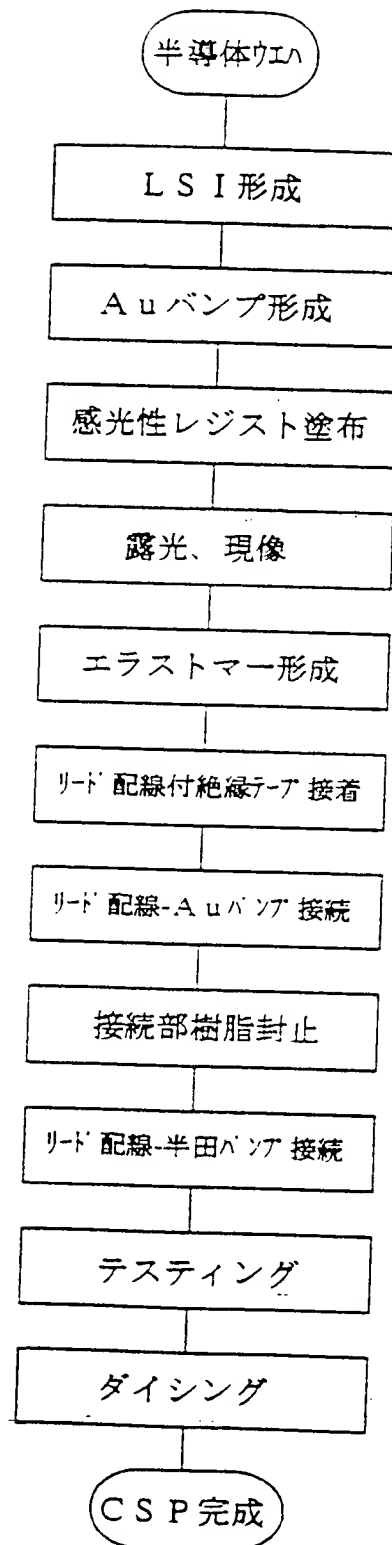 半導体ウエハ
ＬＳＩ形成
Ａｕバンプ形成
感光性レジスト塗布
露光、現像
エラストマー形成
ﾘｰﾄﾞ配線付絶縁ﾃｰﾌﾟ接着
ﾘｰﾄﾞ配線-Ａｕﾊﾞﾝﾌﾟ接続
接続部樹脂封止
ﾘｰﾄﾞ配線-半田ﾊﾞﾝﾌﾟ接続
テスティング
ダイシング
ＣＳＰ完成